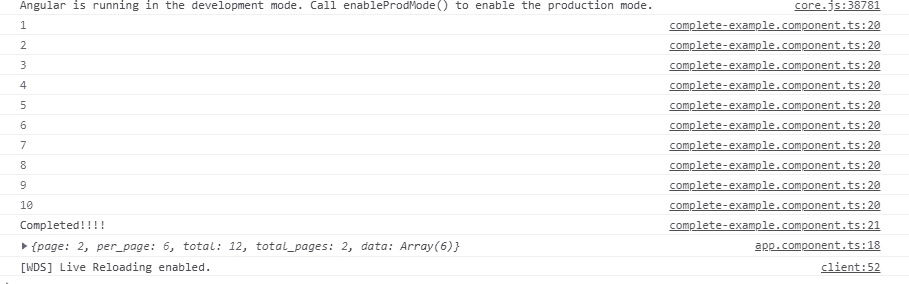 Angular is running in the development mode. Call enableProdMode() to enable the production mode. core.js:38781
1 complete-example.component.ts:20
2 complete-example.component.ts:20
3 complete-example.component.ts:20
4 complete-example.component.ts:20
5 complete-example.component.ts:20
6 complete-example.component.ts:20
7 complete-example.component.ts:20
8 complete-example.component.ts:20
9 complete-example.component.ts:20
10 complete-example.component.ts:20
Completed!!!! complete-example.component.ts:21
{page: 2, per_page: 6, total: 12, total_pages: 2, data: Array(6)} app.component.ts:18
[WDS] Live Reloading enabled. client:52